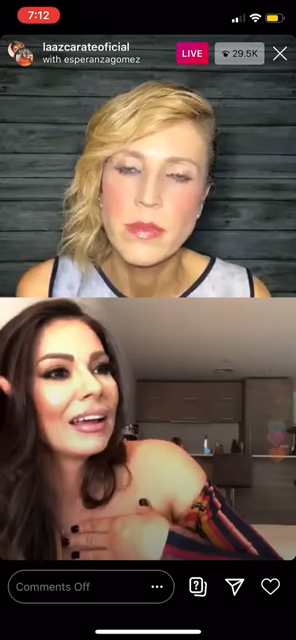 7:12
laazcarateoficial
with esperanzagomez
LIVE
29.5K
Comments Off